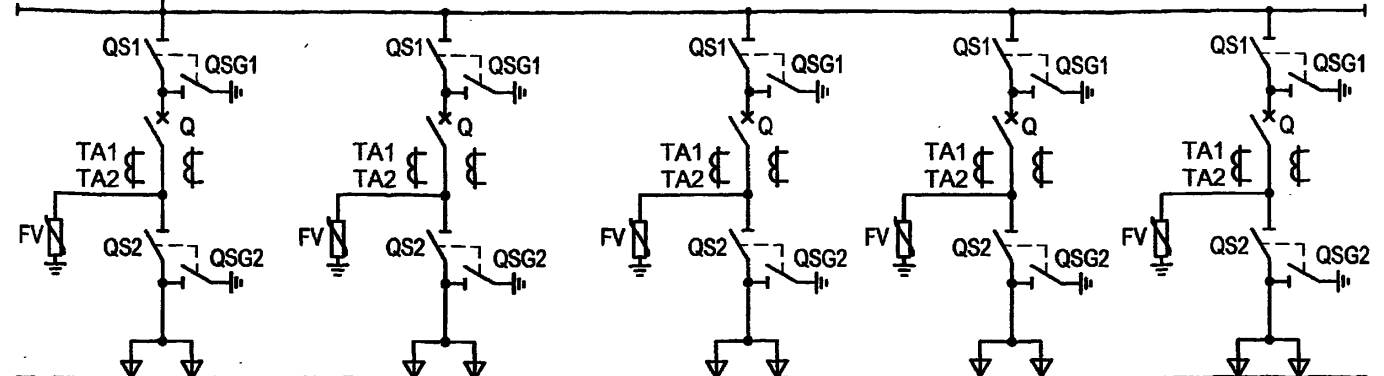 QS1 QS1 QS1 QS1 QS1
QSG1 QSG1 QSG1 QSG1 QSG1
Q Q Q Q Q
TA1 TA1 TA1 TA1 TA1
TA2 TA2 TA2 TA2 TA2
FV FV FV FV FV
QS2 QS2 QS2 QS2 QS2
QSG2 QSG2 QSG2 QSG2 QSG2